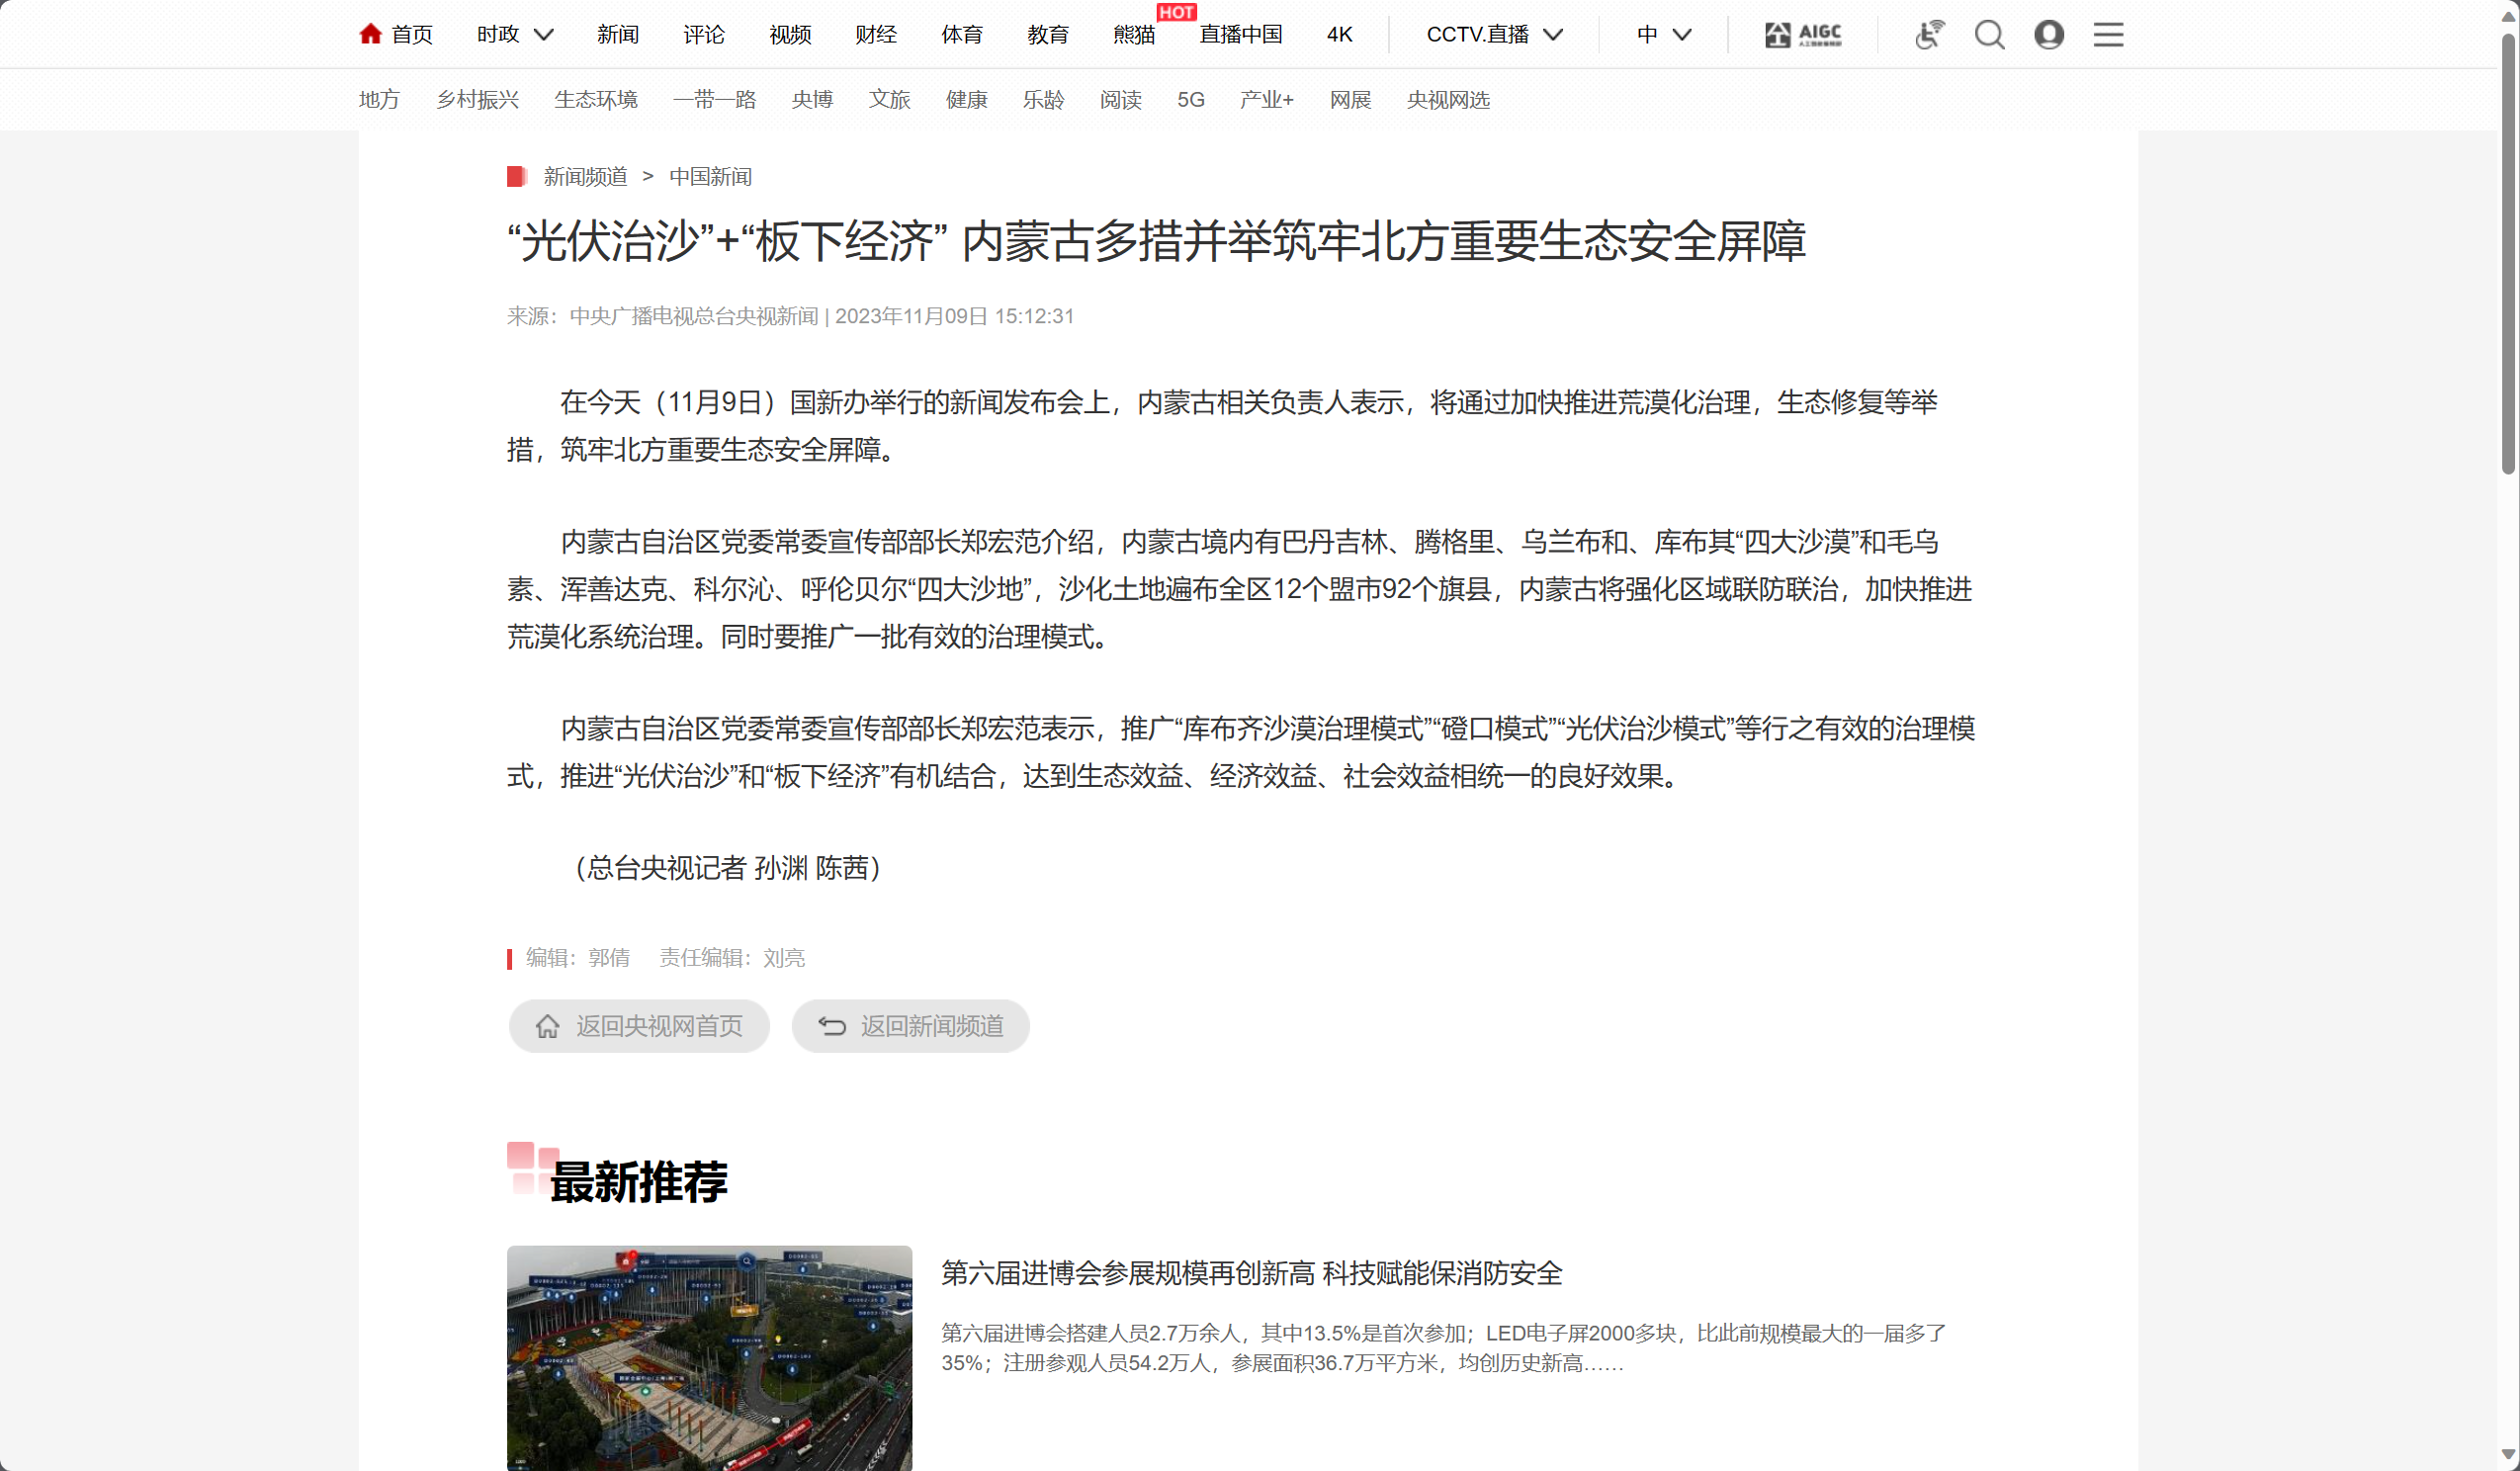 首页 时政 新闻 评论 视频 财经 体育 教育 熊猫 HOT 直播中国 4K CCTV.直播 中 AIGC
地方 乡村振兴 生态环境 一带一路 央博 文旅 健康 乐龄 阅读 5G 产业+ 网展 央视网选
新闻频道 > 中国新闻
“光伏治沙”+“板下经济” 内蒙古多措并举筑牢北方重要生态安全屏障
来源：中央广播电视总台央视新闻 | 2023年11月09日 15:12:31
在今天（11月9日）国新办举行的新闻发布会上，内蒙古相关负责人表示，将通过加快推进荒漠化治理，生态修复等举
措，筑牢北方重要生态安全屏障。
内蒙古自治区党委常委宣传部部长郑宏范介绍，内蒙古境内有巴丹吉林、腾格里、乌兰布和、库布其“四大沙漠”和毛乌
素、浑善达克、科尔沁、呼伦贝尔“四大沙地”，沙化土地遍布全区12个盟市92个旗县，内蒙古将强化区域联防联治，加快推进
荒漠化系统治理。同时要推广一批有效的治理模式。
内蒙古自治区党委常委宣传部部长郑宏范表示，推广“库布齐沙漠治理模式”“磴口模式”“光伏治沙模式”等行之有效的治理模
式，推进“光伏治沙”和“板下经济”有机结合，达到生态效益、经济效益、社会效益相统一的良好效果。
（总台央视记者 孙渊 陈茜）
编辑：郭倩 责任编辑：刘亮
返回央视网首页 返回新闻频道
最新推荐
第六届进博会参展规模再创新高 科技赋能保消防安全
第六届进博会搭建人员2.7万余人，其中13.5%是首次参加；LED电子屏2000多块，比此前规模最大的一届多了
35%；注册参观人员54.2万人，参展面积36.7万平方米，均创历史新高……